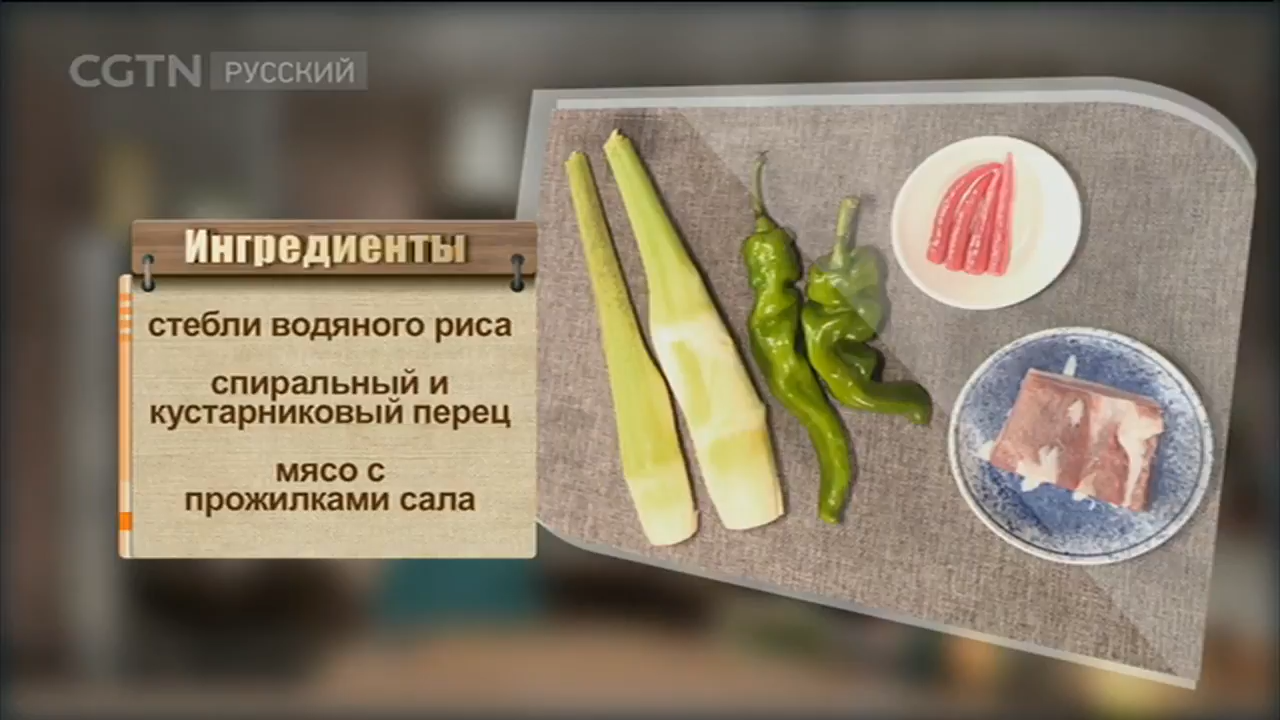 CGTN РУССКИЙ
Ингредиенты
стебли водяного риса
спиральный и
кустарниковый перец
мясо с
прожилками сала